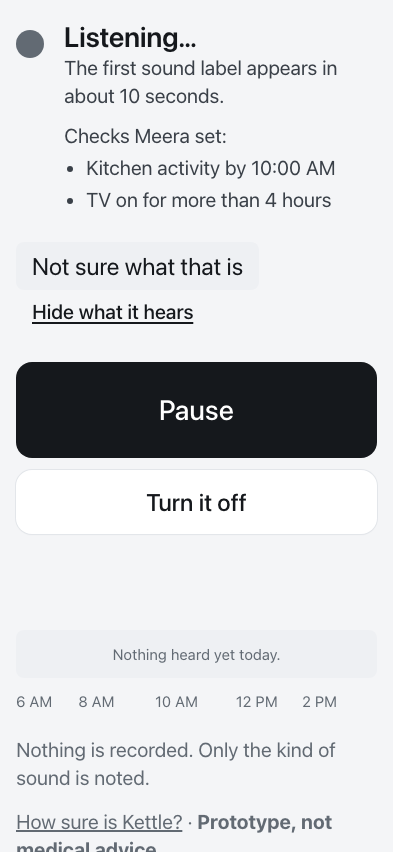 Listening...
The first sound label appears in
about 10 seconds.
Checks Meera set:
• Kitchen activity by 10:00 AM
• TV on for more than 4 hours
Not sure what that is
Hide what it hears
Pause
Turn it off
Nothing heard yet today.
6 AM 8 AM 10 AM 12 PM 2 PM
Nothing is recorded. Only the kind of
sound is noted.
How sure is Kettle? · Prototype, not
medical advice